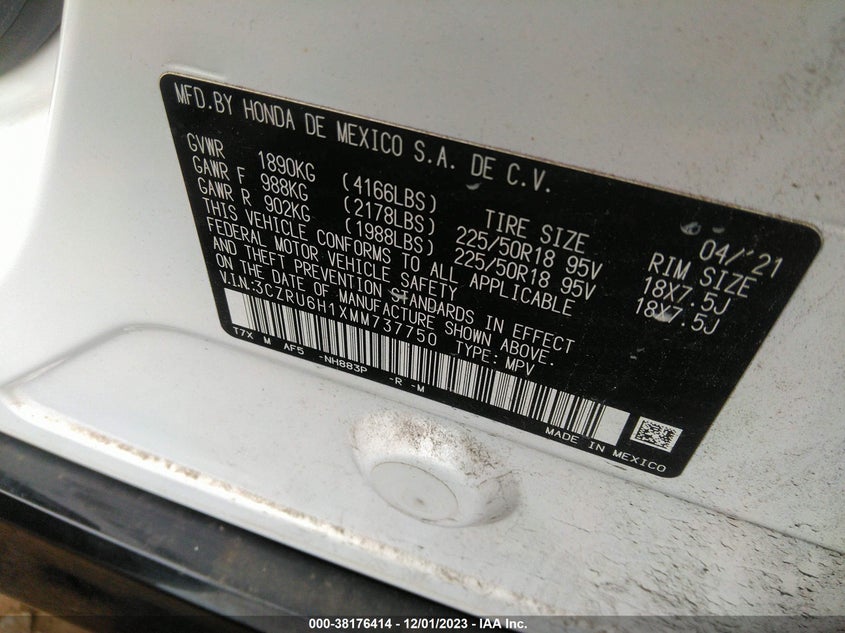 MFD.BY HONDA DE MEXICO S.A. DE C.V.
04/'21
GVWR 1890KG (4166LBS) TIRE SIZE RIM SIZE
GAWR F 988KG (2178LBS) 225/50R18 95V 18X7.5J
GAWR R 902KG (1988LBS) 225/50R18 95V 18X7.5J
THIS VEHICLE CONFORMS TO ALL APPLICABLE
FEDERAL MOTOR VEHICLE SAFETY
AND THEFT PREVENTION STANDARDS IN EFFECT
ON THE DATE OF MANUFACTURE SHOWN ABOVE.
V.I.N:3CZRU6H1XMM737750 TYPE: MPV
T7X M AF5 -NH883P -R -M
MADE IN MEXICO
000-38176414 - 12/01/2023 - IAA Inc.